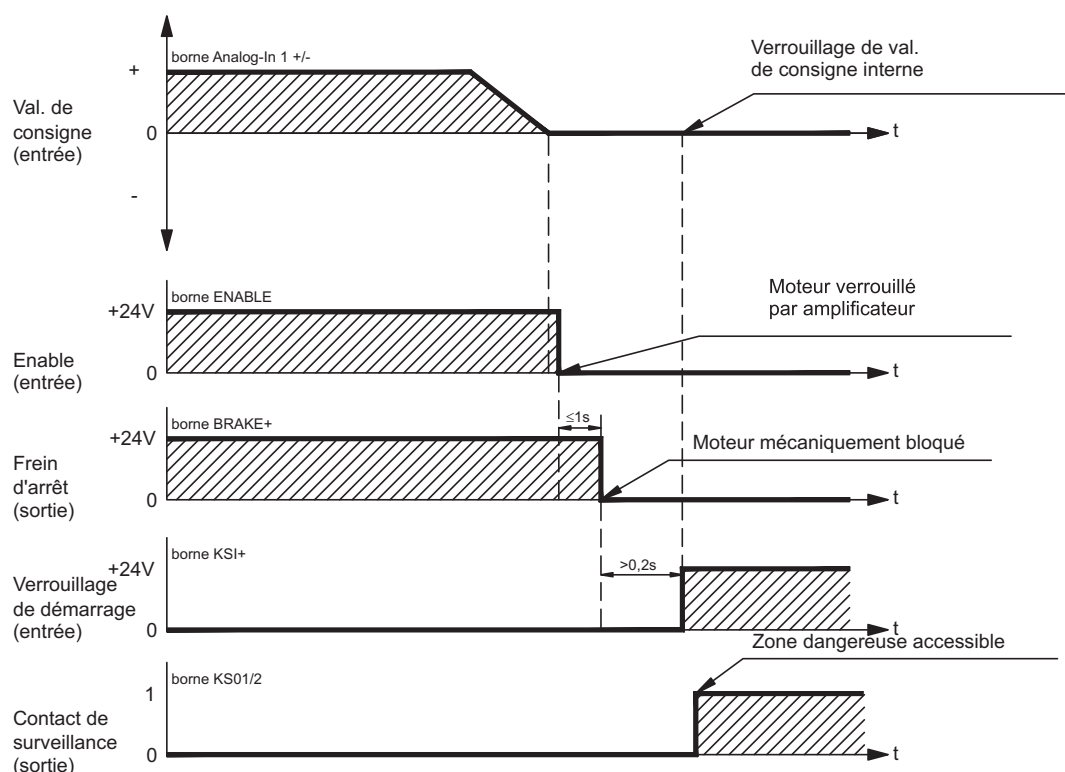 borne Analog-In 1 +/-
Verrouillage de val.
de consigne interne
+
Val. de
consigne
(entrée)
0
t
-
Moteur verrouillé
par amplificateur
+24V
borne ENABLE
Enable
(entrée)
0
t
≤1s
+24V
borne BRAKE+
Moteur mécaniquement bloqué
Frein
d'arrêt
(sortie)
0
t
borne KSI+
+24V
>0,2s
Verrouillage
de démarrage
(entrée)
0
t
Zone dangereuse accessible
borne KS01/2
1
Contact de
surveillance
(sortie)
0
t